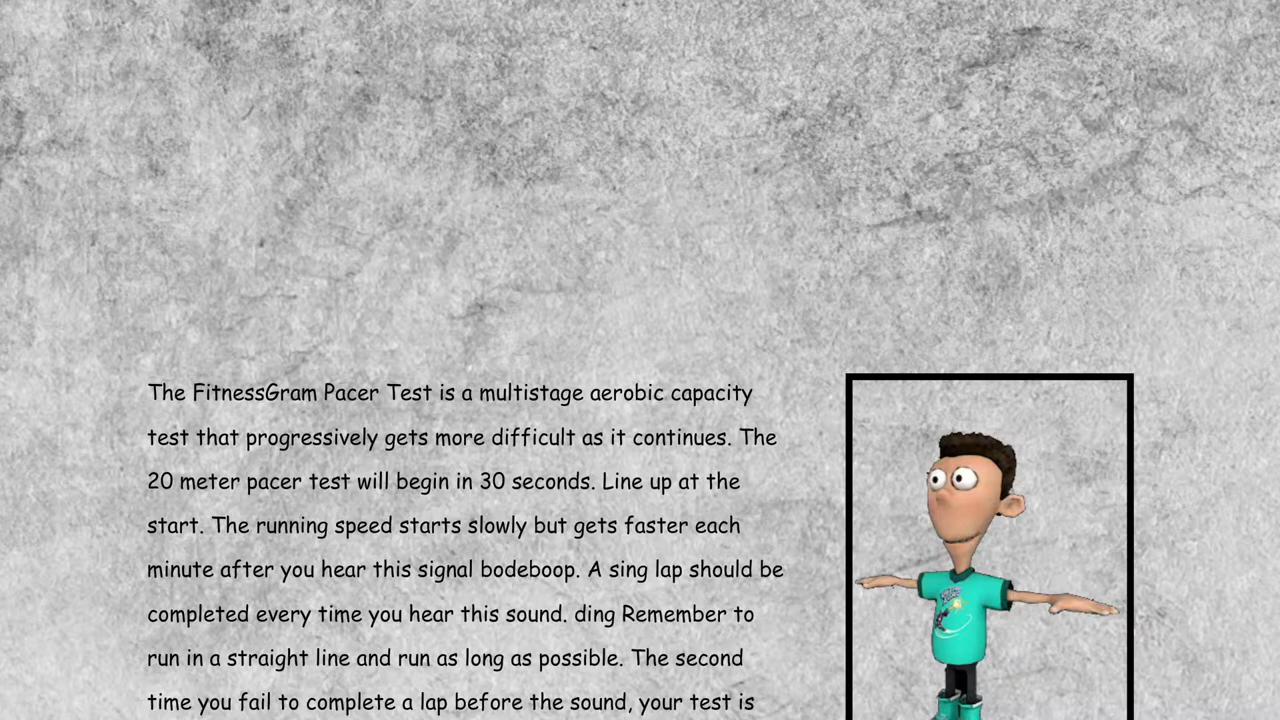 The FitnessGram Pacer Test is a multistage aerobic capacity
test that progressively gets more difficult as it continues. The
20 meter pacer test will begin in 30 seconds. Line up at the
start. The running speed starts slowly but gets faster each
minute after you hear this signal bodeboop. A sing lap should be
completed every time you hear this sound. ding Remember to
run in a straight line and run as long as possible. The second
time you fail to complete a lap before the sound, your test is